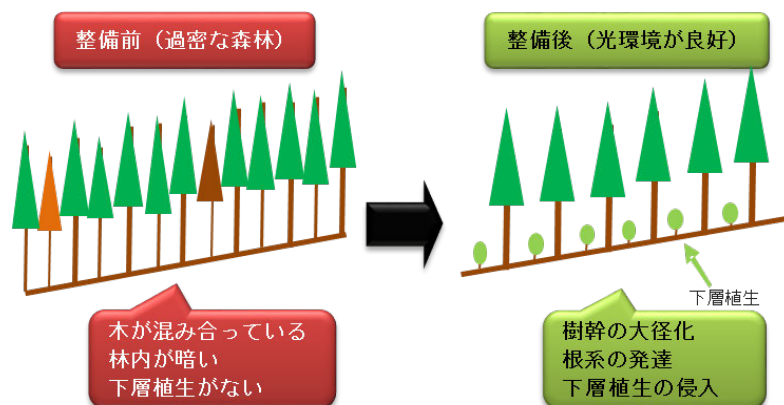 整備前（過密な森林）
整備後（光環境が良好）
下層植生
木が混み合っている
林内が暗い
下層植生がない
樹幹の大径化
根系の発達
下層植生の侵入